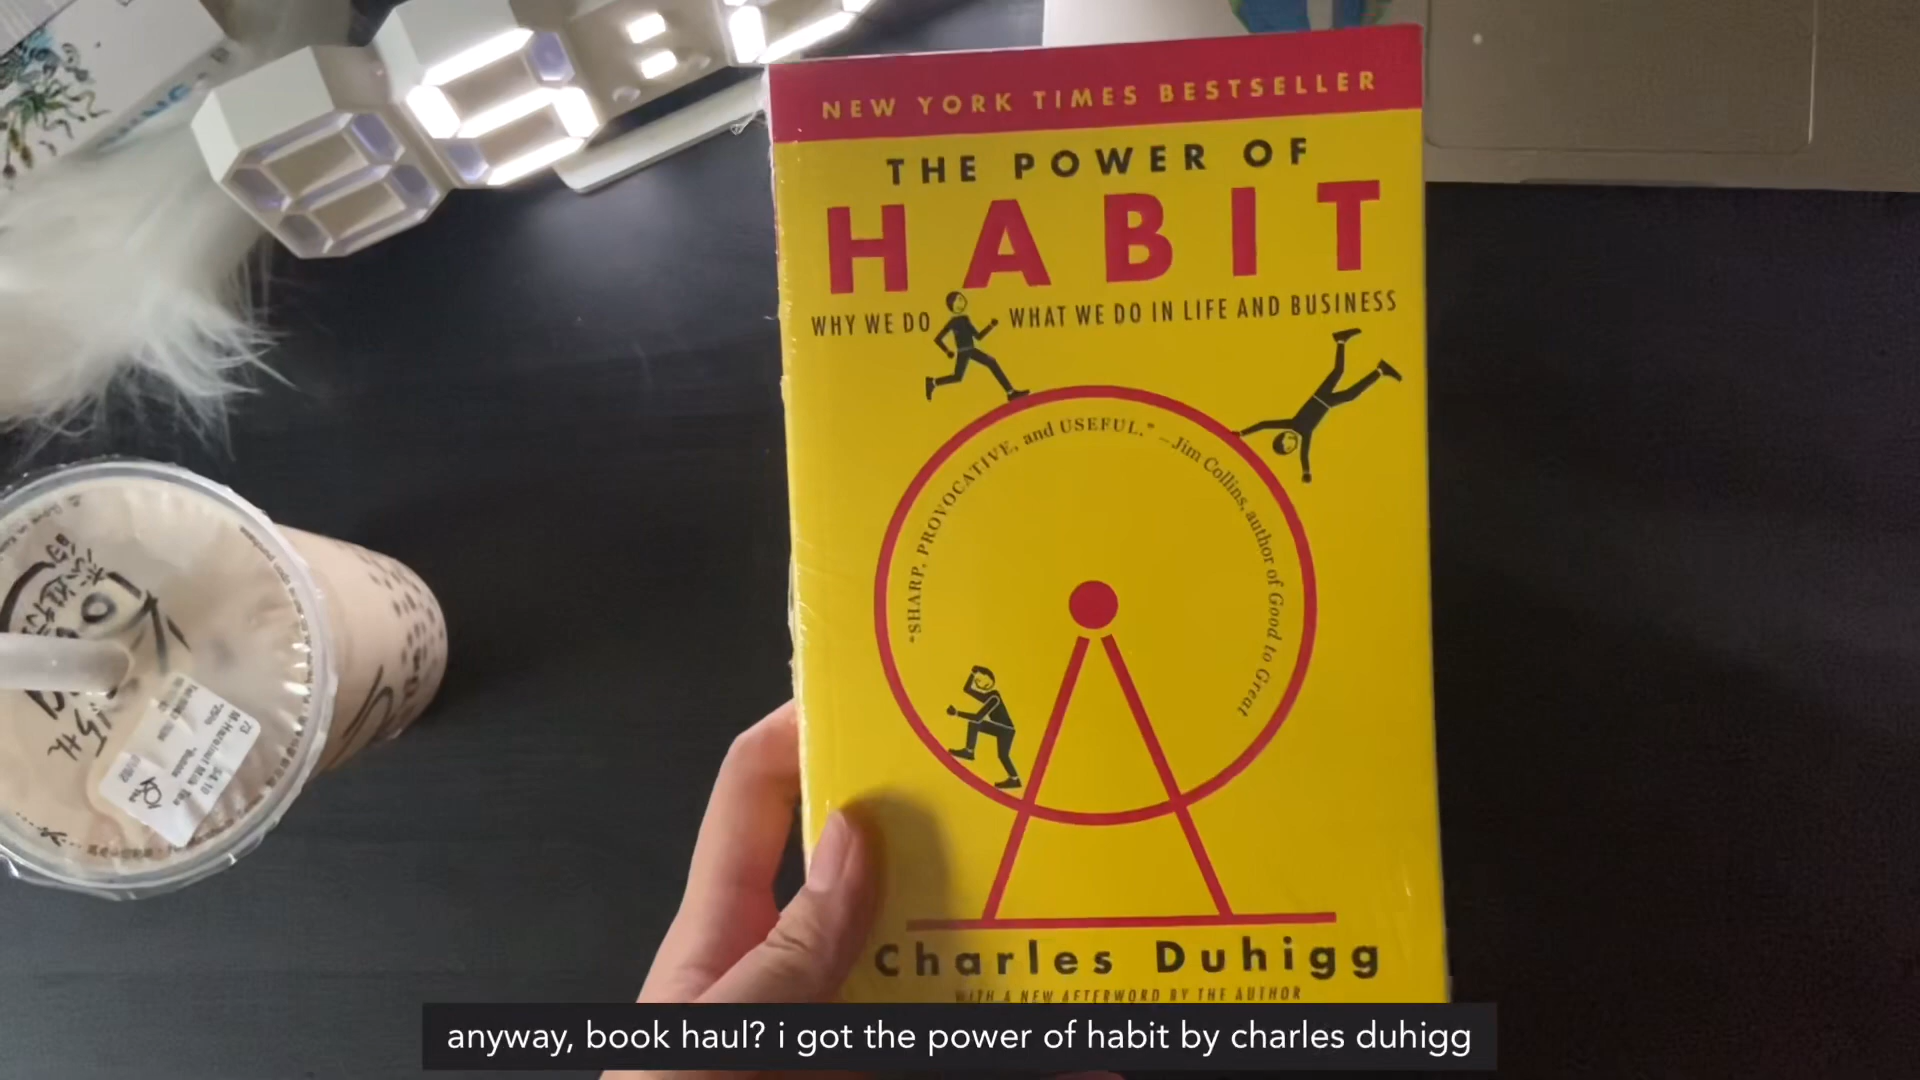 NEW YORK TIMES BESTSELLER
THE POWER OF
HABIT
WHY WE DO WHAT WE DO IN LIFE AND BUSINESS
"SHARP, PROVOCATIVE, and USEFUL." –Jim Collins, author of Good to Great
Charles Duhigg
WITH A NEW AFTERWORD BY THE AUTHOR
anyway, book haul? i got the power of habit by charles duhigg